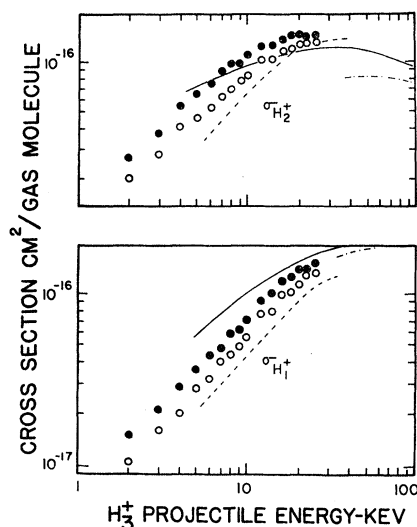 CROSS SECTION CM²/GAS MOLECULE
10⁻¹⁶
σH₂⁺
10⁻¹⁶
σH₁⁺
10⁻¹⁷
1 10 100
H₃⁺ PROJECTILE ENERGY-KEV